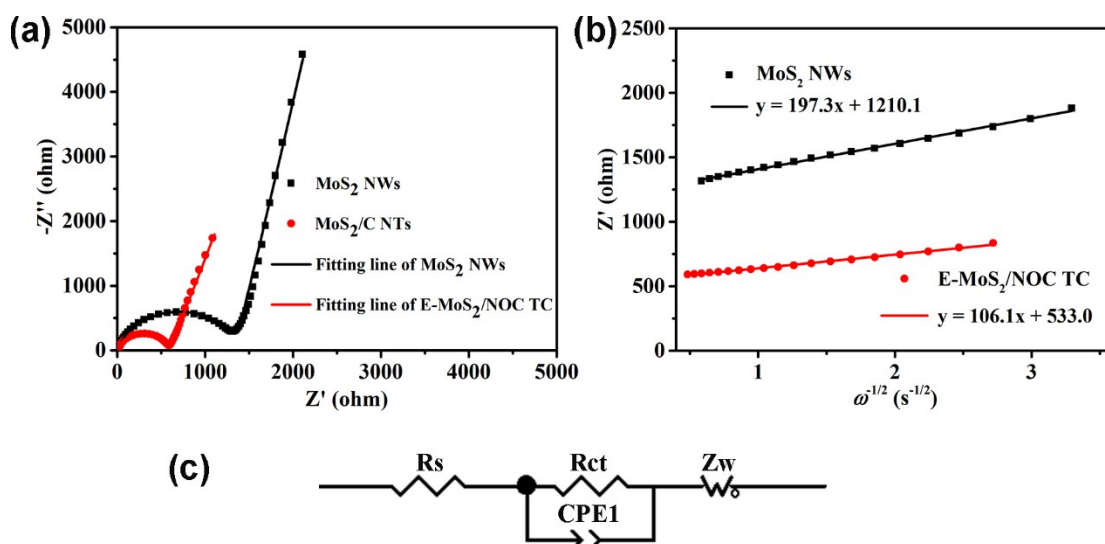 (a)
-Z'' (ohm)
5000
4000
3000
2000
1000
0
MoS₂ NWs
MoS₂/C NTs
Fitting line of MoS₂ NWs
Fitting line of E-MoS₂/NOC TC
0 1000 2000 3000 4000 5000
Z' (ohm)
(b)
Z' (ohm)
2500
2000
1500
1000
500
0
MoS₂ NWs
y = 197.3x + 1210.1
E-MoS₂/NOC TC
y = 106.1x + 533.0
1 2 3
ω⁻¹/² (s⁻¹/²)
(c)
Rs Rct Zw
CPE1